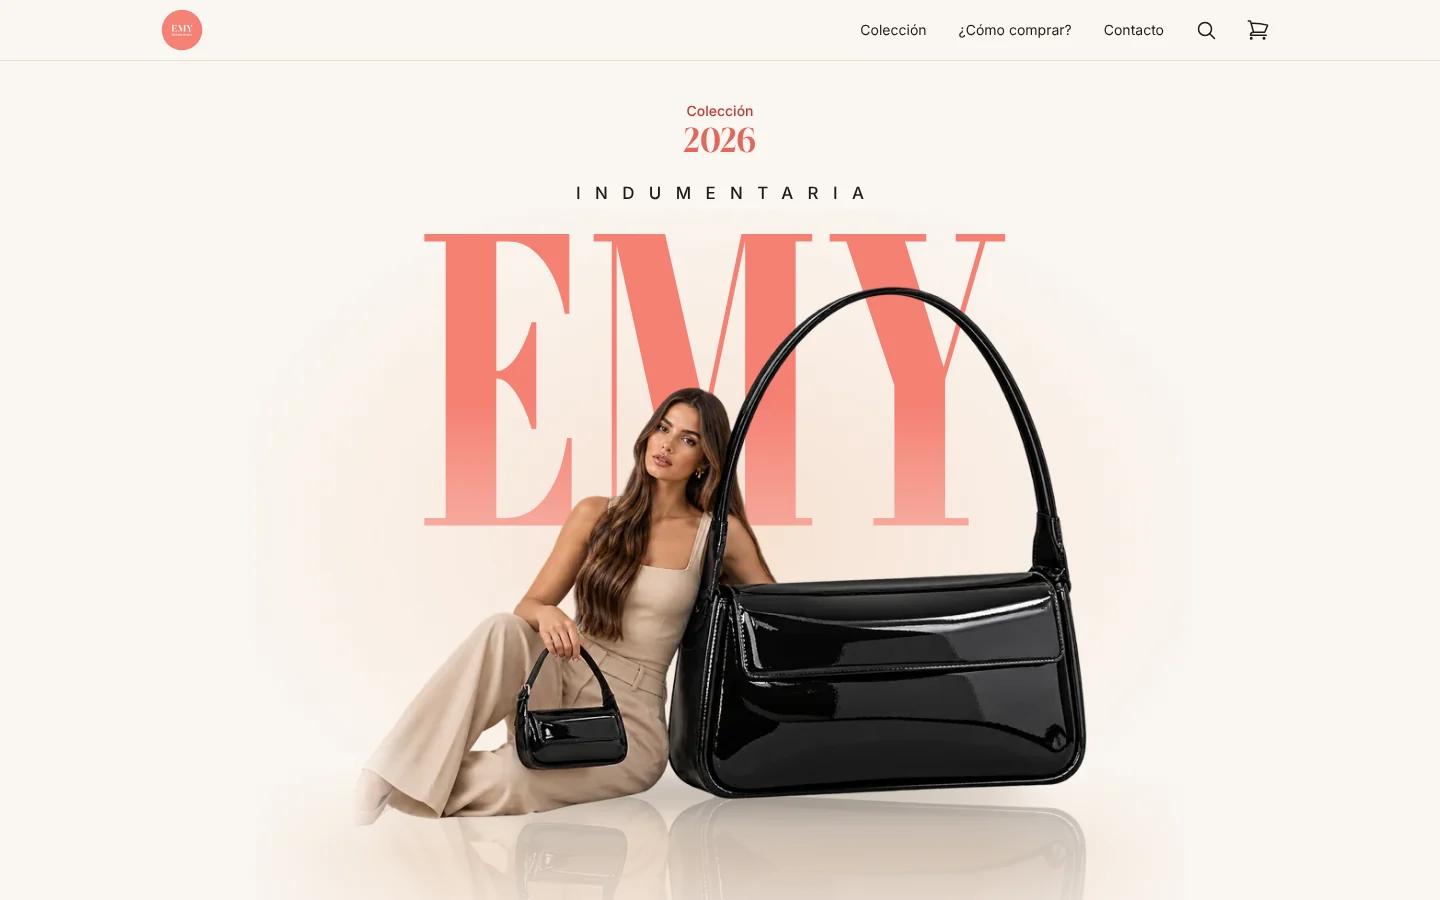 EMY
Colección
¿Cómo comprar?
Contacto
Colección
2026
INDUMENTARIA
EMY